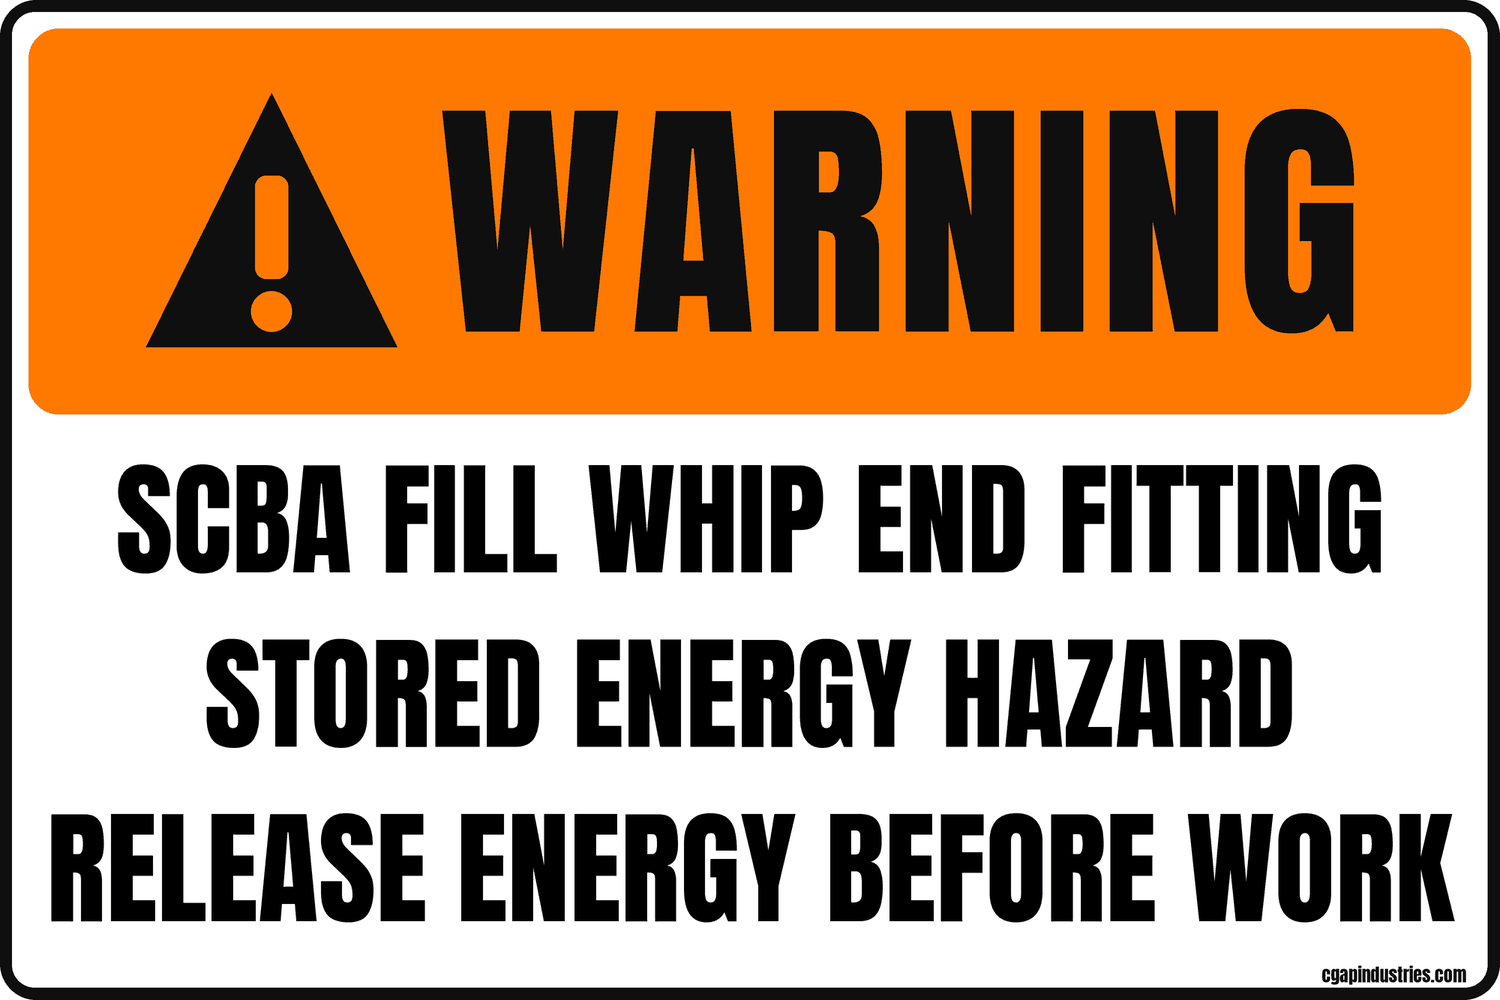 WARNING
SCBA FILL WHIP END FITTING
STORED ENERGY HAZARD
RELEASE ENERGY BEFORE WORK
cgapindustries.com